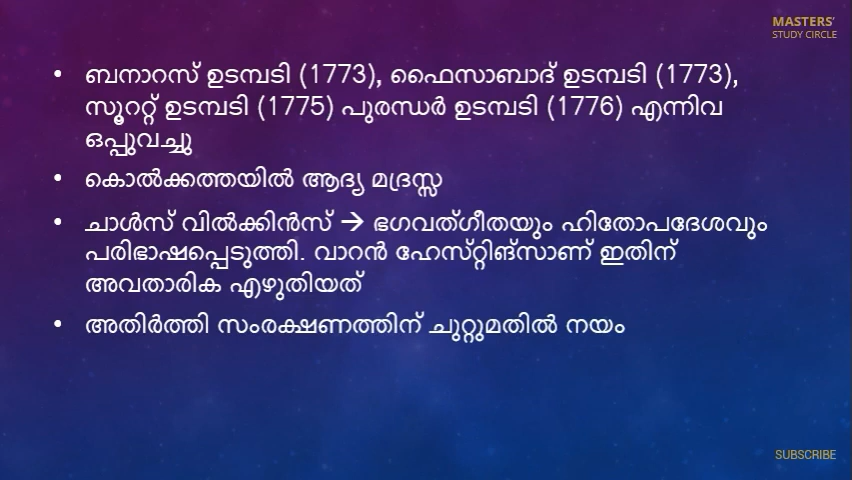 MASTERS'
STUDY CIRCLE
• ബനാറസ് ഉടമ്പടി (1773), ഫൈസാബാദ് ഉടമ്പടി (1773),
സൂററ്റ് ഉടമ്പടി (1775) പുരന്ധർ ഉടമ്പടി (1776) എന്നിവ
ഒപ്പുവച്ചു
• കൊൽക്കത്തയിൽ ആദ്യ മദ്രസ്സ
• ചാൾസ് വിൽക്കിൻസ് → ഭഗവത്ഗീതയും ഹിതോപദേശവും
പരിഭാഷപ്പെടുത്തി. വാറൻ ഹേസ്റ്റിങ്സാണ് ഇതിന്
അവതാരിക എഴുതിയത്
• അതിർത്തി സംരക്ഷണത്തിന് ചുറ്റുമതിൽ നയം
SUBSCRIBE